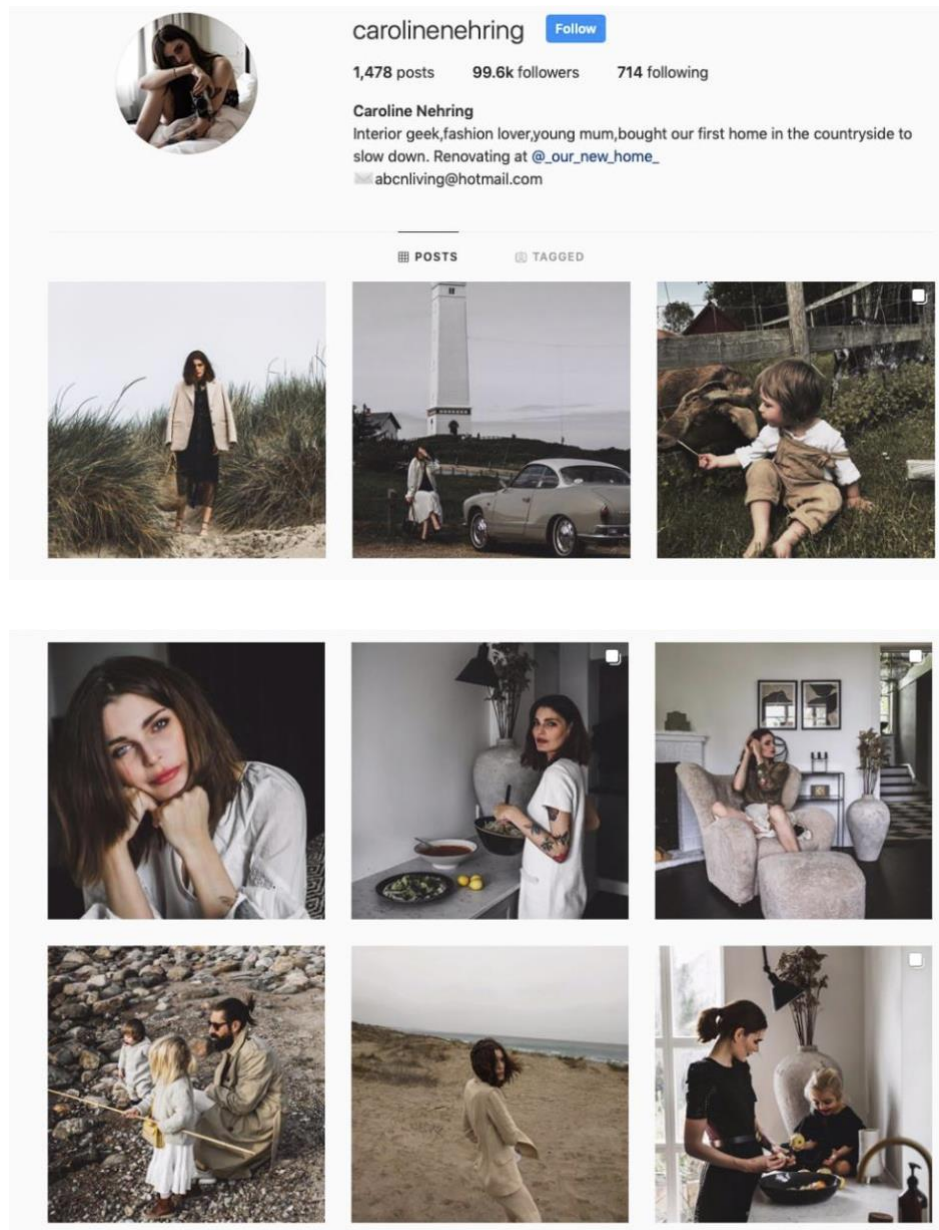 carolinenehring Follow
1,478 posts 99.6k followers 714 following
Caroline Nehring
Interior geek,fashion lover,young mum,bought our first home in the countryside to
slow down. Renovating at @_our_new_home_
abcnliving@hotmail.com
POSTS TAGGED